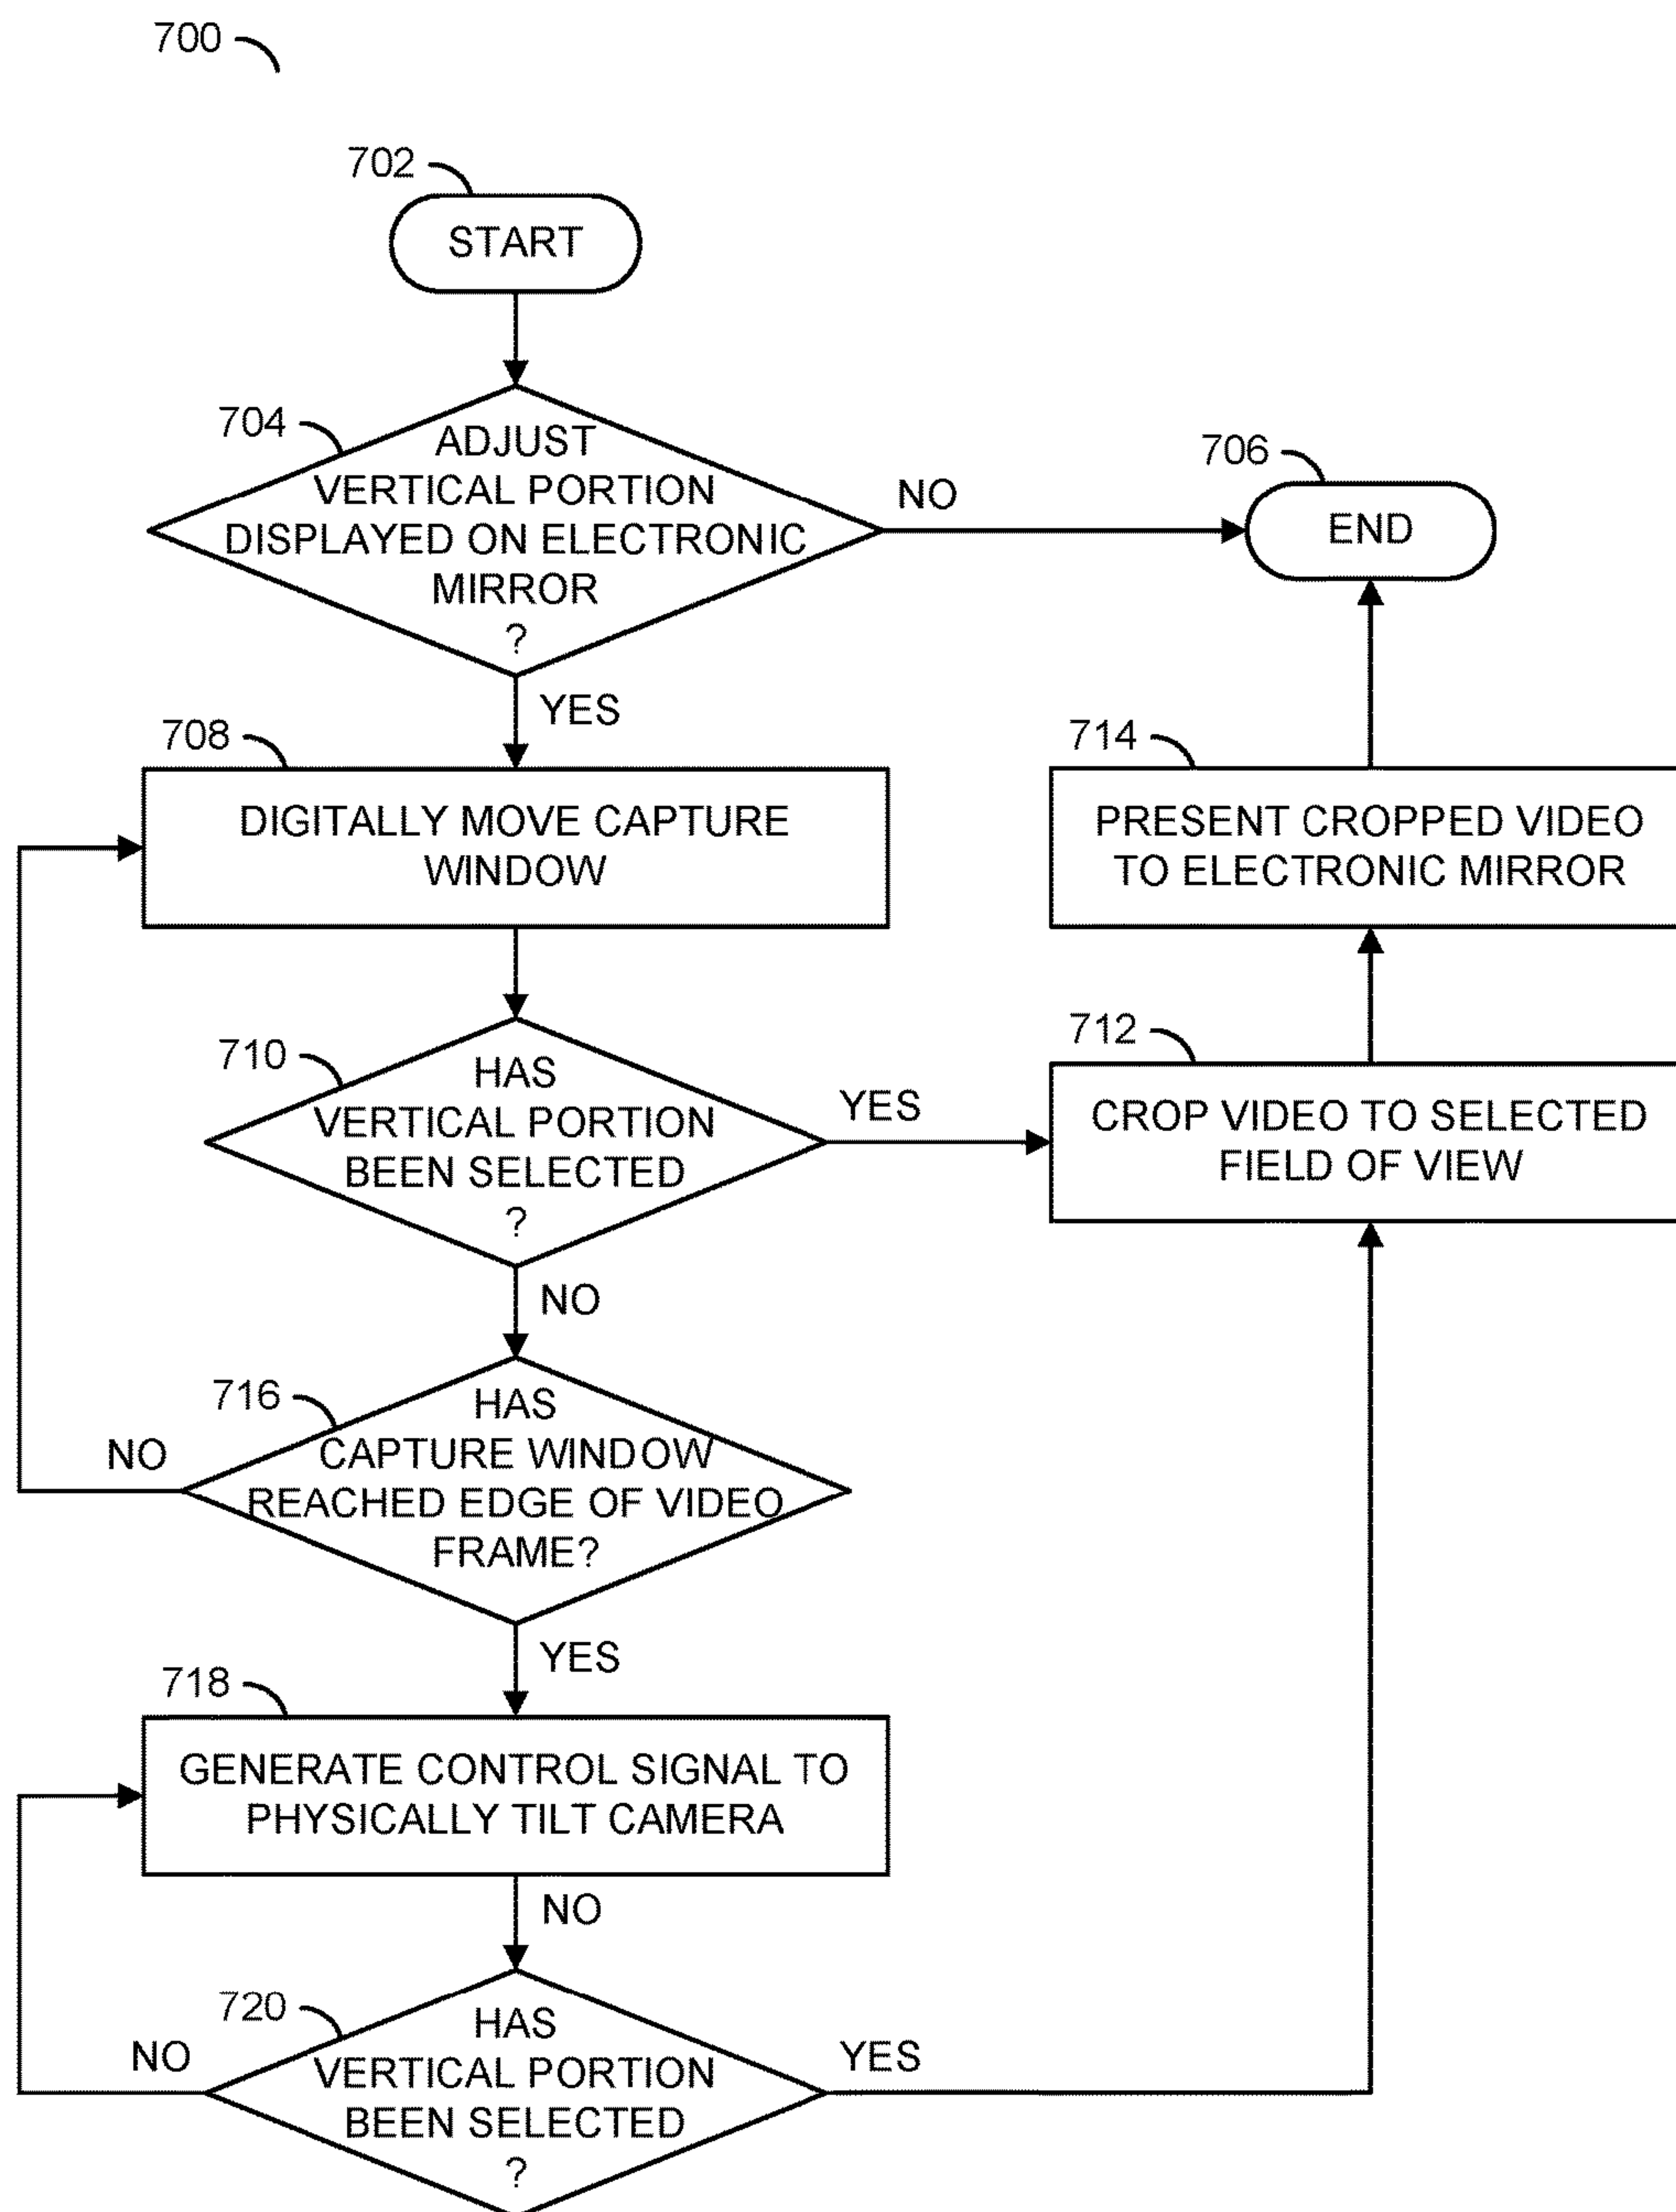 700
702
START
704
ADJUST
VERTICAL PORTION
DISPLAYED ON ELECTRONIC
MIRROR
?
NO
706
END
YES
708
DIGITALLY MOVE CAPTURE
WINDOW
714
PRESENT CROPPED VIDEO
TO ELECTRONIC MIRROR
710
HAS
VERTICAL PORTION
BEEN SELECTED
?
YES
712
CROP VIDEO TO SELECTED
FIELD OF VIEW
NO
716
HAS
CAPTURE WINDOW
REACHED EDGE OF VIDEO
FRAME?
NO
YES
718
GENERATE CONTROL SIGNAL TO
PHYSICALLY TILT CAMERA
NO
720
HAS
VERTICAL PORTION
BEEN SELECTED
?
NO
YES